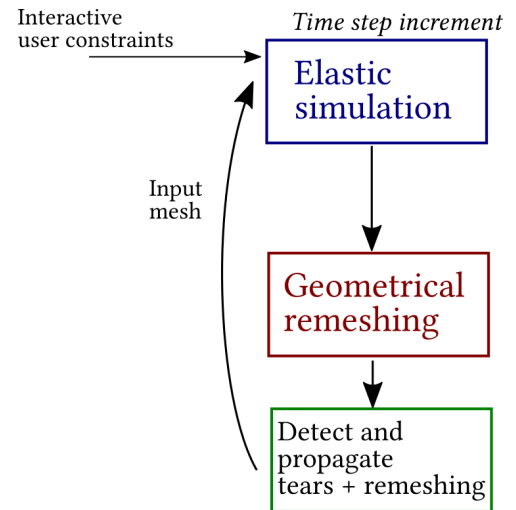 Interactive
user constraints
Time step increment
Elastic
simulation
Input
mesh
Geometrical
remeshing
Detect and
propagate
tears + remeshing